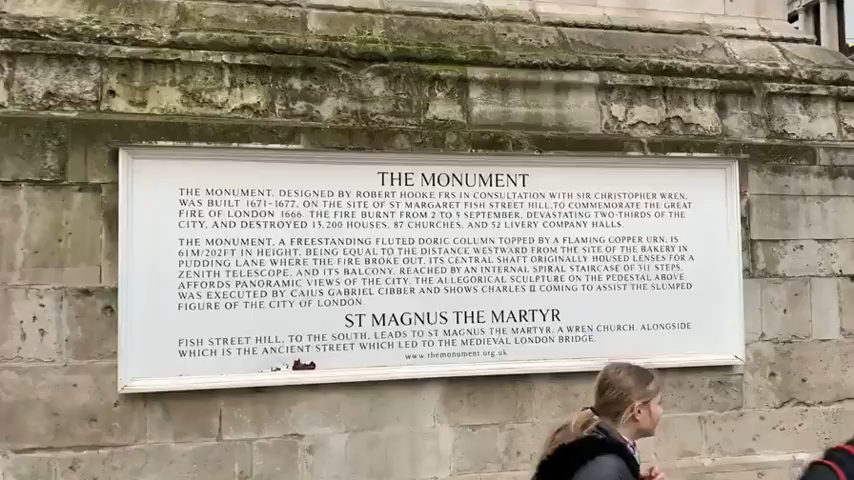 THE MONUMENT
THE MONUMENT, DESIGNED BY ROBERT HOOKE FRS IN CONSULTATION WITH SIR CHRISTOPHER WREN,
WAS BUILT 1671-1677, ON THE SITE OF ST MARGARET FISH STREET HILL, TO COMMEMORATE THE GREAT
FIRE OF LONDON 1666. THE FIRE BURNT FROM 2 TO 5 SEPTEMBER, DEVASTATING TWO-THIRDS OF THE
CITY, AND DESTROYED 13,200 HOUSES, 87 CHURCHES, AND 52 LIVERY COMPANY HALLS.
THE MONUMENT, A FREESTANDING FLUTED DORIC COLUMN TOPPED BY A FLAMING COPPER URN, IS
61M/202FT IN HEIGHT, BEING EQUAL TO THE DISTANCE WESTWARD FROM THE SITE OF THE BAKERY IN
PUDDING LANE WHERE THE FIRE BROKE OUT. ITS CENTRAL SHAFT ORIGINALLY HOUSED LENSES FOR A
ZENITH TELESCOPE, AND ITS BALCONY, REACHED BY AN INTERNAL SPIRAL STAIRCASE OF 311 STEPS,
AFFORDS PANORAMIC VIEWS OF THE CITY. THE ALLEGORICAL SCULPTURE ON THE PEDESTAL ABOVE
WAS EXECUTED BY CAIUS GABRIEL CIBBER AND SHOWS CHARLES II COMING TO ASSIST THE SLUMPED
FIGURE OF THE CITY OF LONDON.
ST MAGNUS THE MARTYR
FISH STREET HILL, TO THE SOUTH, LEADS TO ST MAGNUS THE MARTYR, A WREN CHURCH, ALONGSIDE
WHICH IS THE ANCIENT STREET WHICH LED TO THE MEDIEVAL LONDON BRIDGE.
www.themonument.org.uk